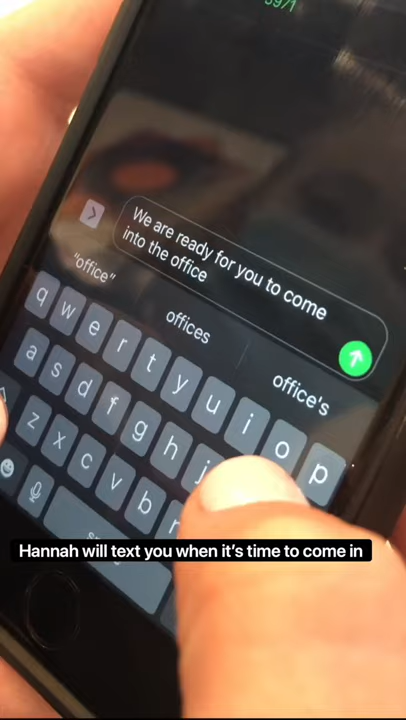 We are ready for you to come
into the office
"office"
offices
office's
q w e r t y u i o p
a s d f g h j
z x c v b
Hannah will text you when it's time to come in